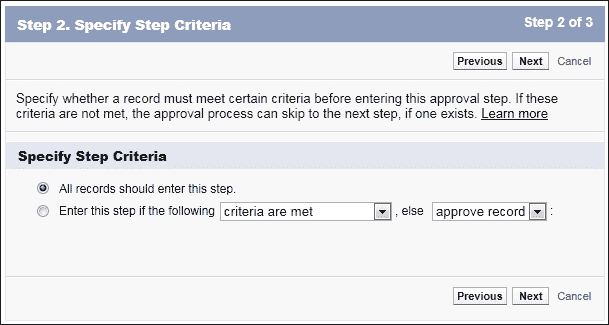 Step 2. Specify Step Criteria Step 2 of 3
Previous Next Cancel
Specify whether a record must meet certain criteria before entering this approval step. If these
criteria are not met, the approval process can skip to the next step, if one exists. Learn more
Specify Step Criteria
All records should enter this step.
Enter this step if the following criteria are met , else approve record :
Previous Next Cancel